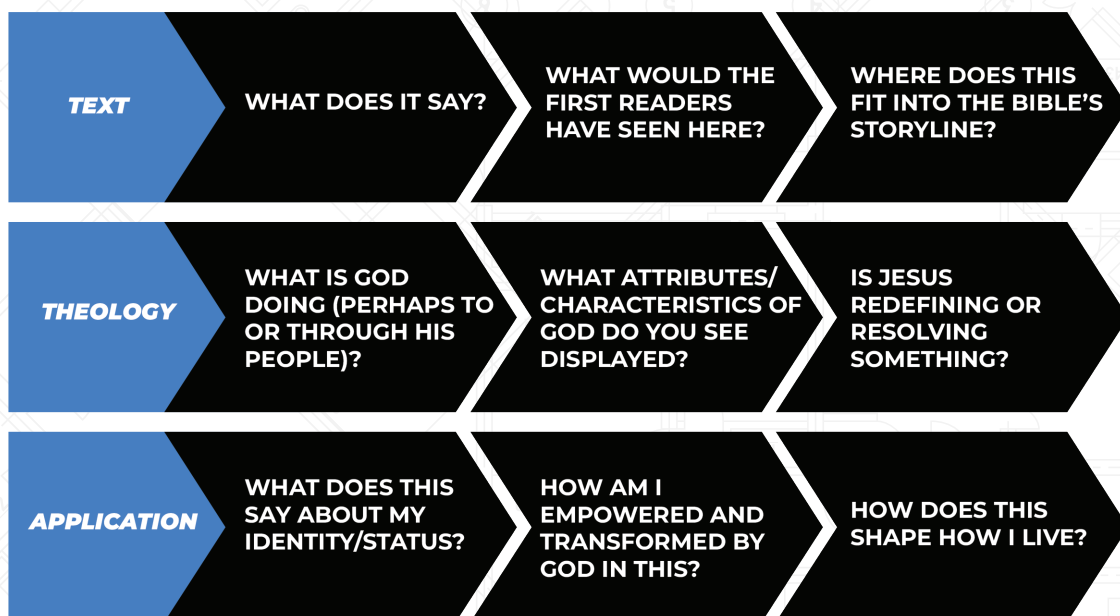 TEXT
WHAT DOES IT SAY?
WHAT WOULD THE
FIRST READERS
HAVE SEEN HERE?
WHERE DOES THIS
FIT INTO THE BIBLE’S
STORYLINE?
THEOLOGY
WHAT IS GOD
DOING (PERHAPS TO
OR THROUGH HIS
PEOPLE)?
WHAT ATTRIBUTES/
CHARACTERISTICS OF
GOD DO YOU SEE
DISPLAYED?
IS JESUS
REDEFINING OR
RESOLVING
SOMETHING?
APPLICATION
WHAT DOES THIS
SAY ABOUT MY
IDENTITY/STATUS?
HOW AM I
EMPOWERED AND
TRANSFORMED BY
GOD IN THIS?
HOW DOES THIS
SHAPE HOW I LIVE?